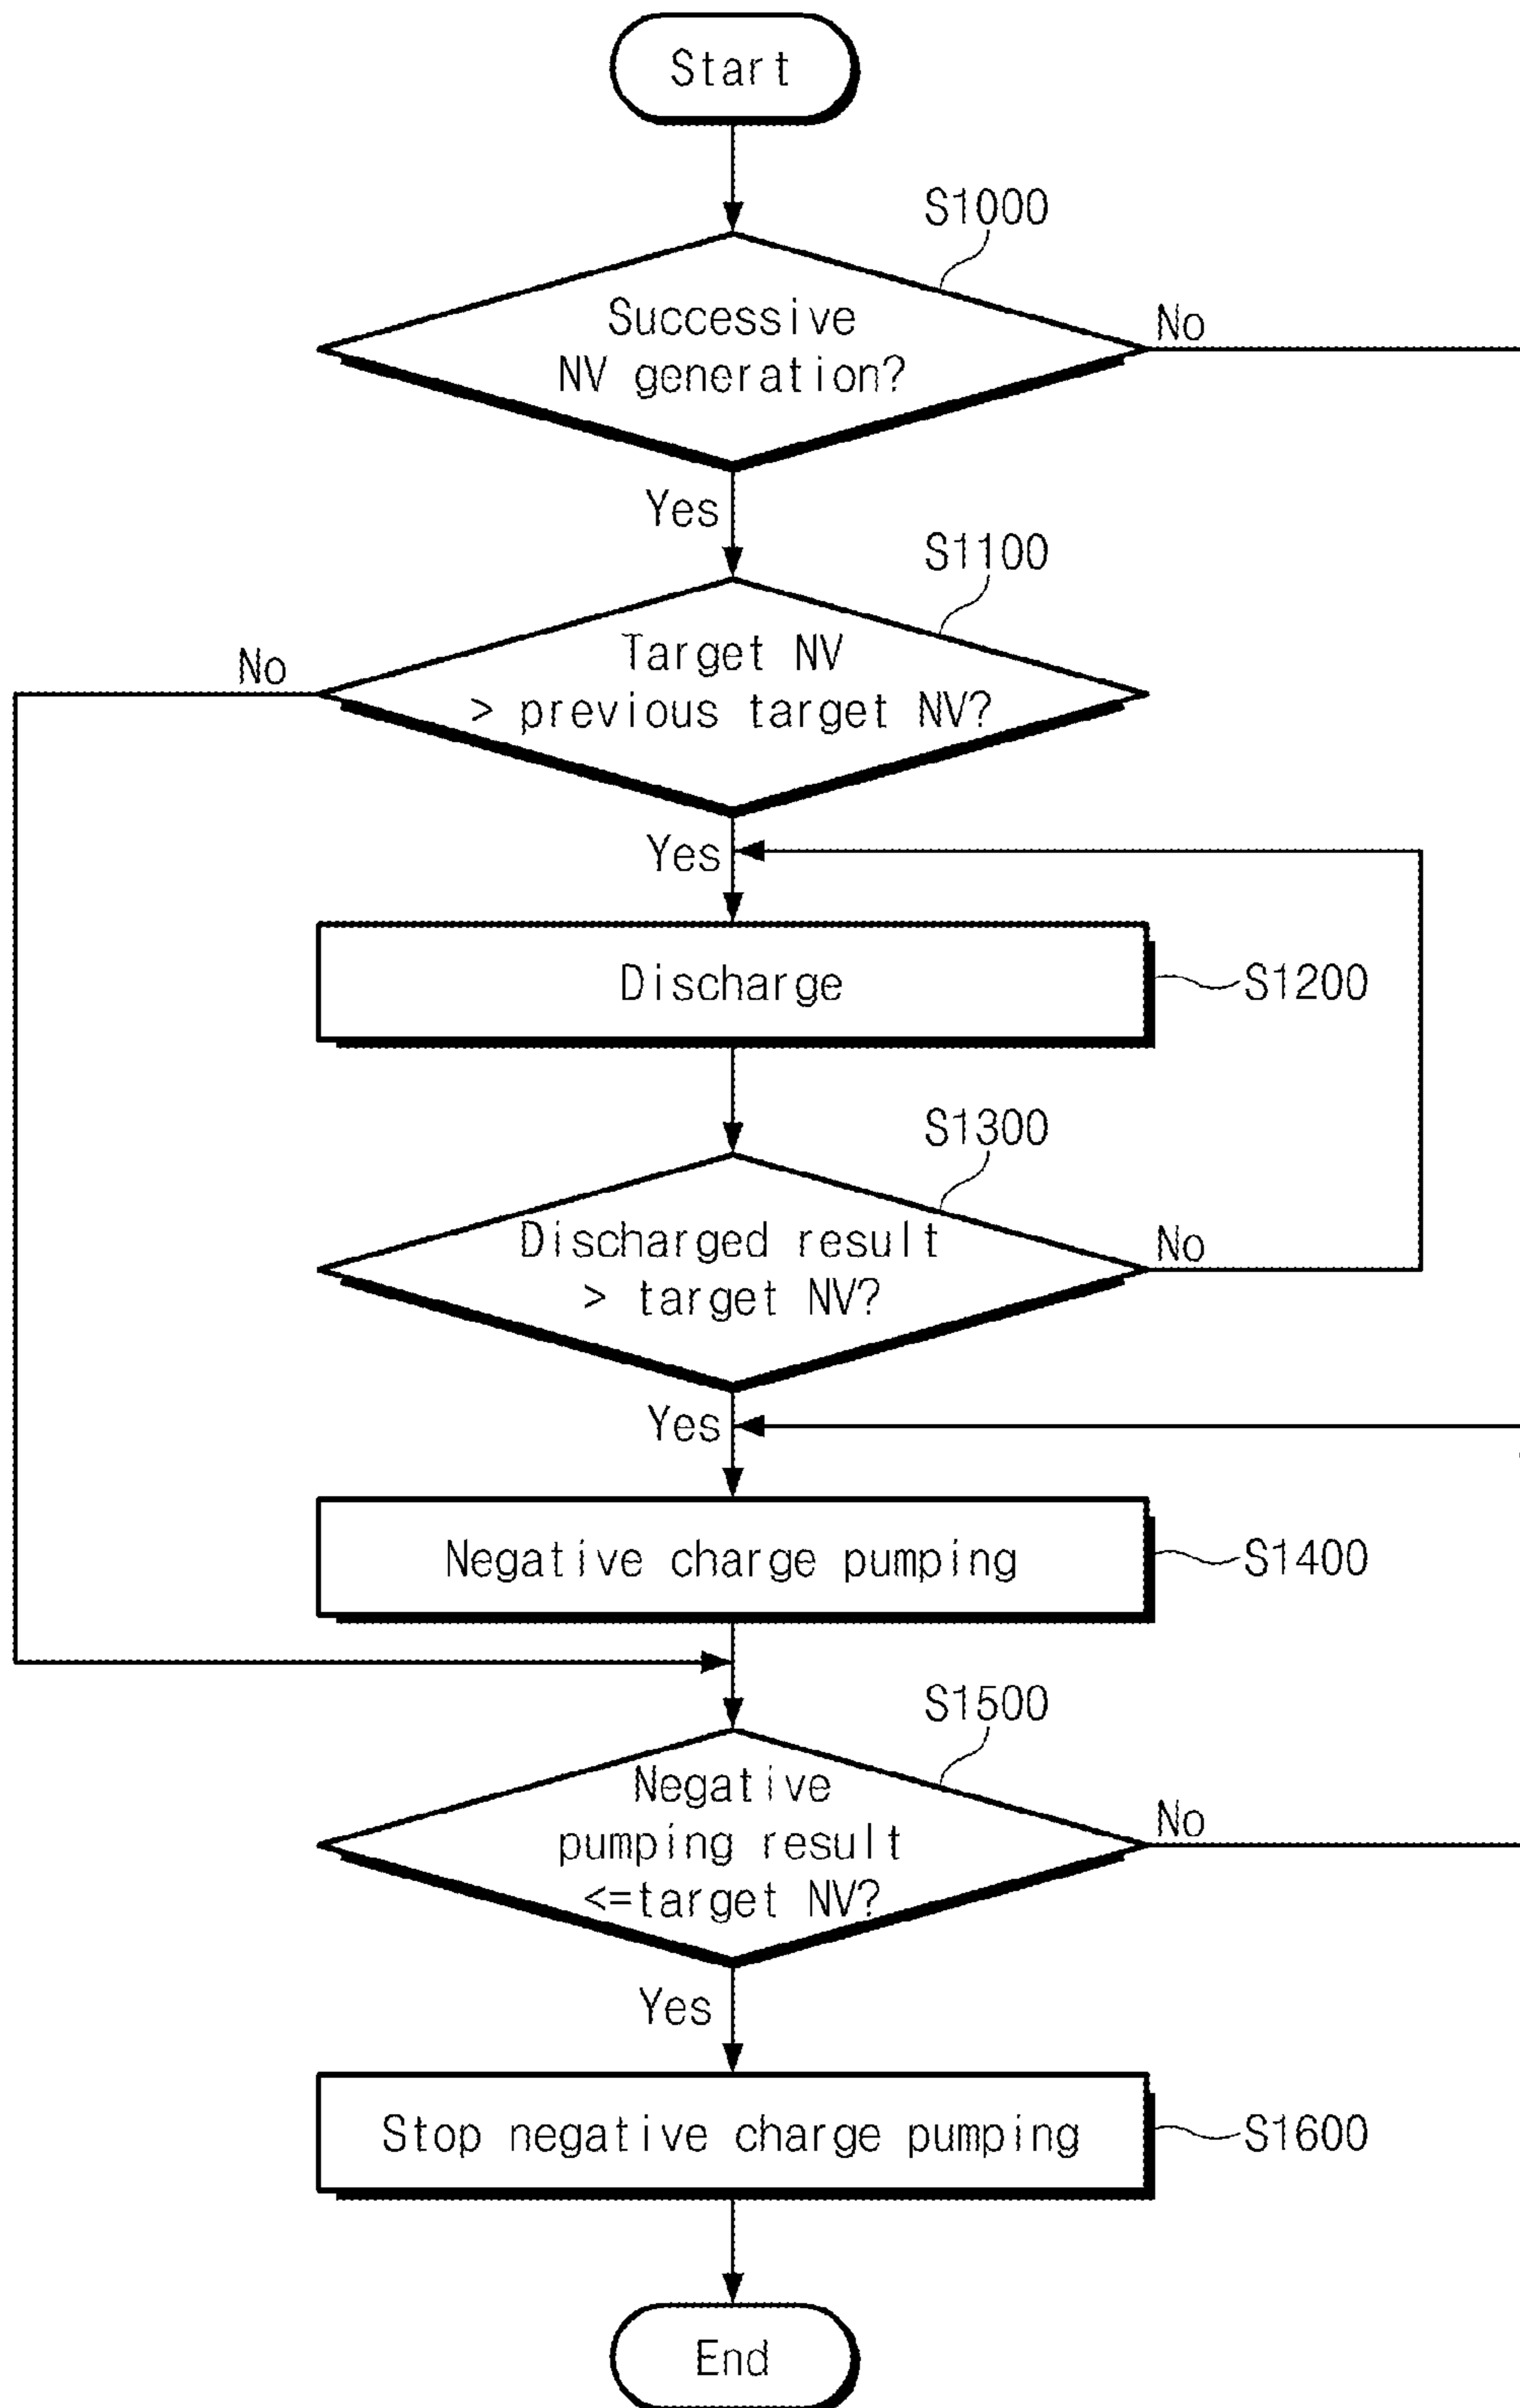 Start
S1000
Successive
NV generation?
No
Yes
S1100
Target NV
> previous target NV?
No
Yes
Discharge
S1200
S1300
Discharged result
> target NV?
No
Yes
Negative charge pumping
S1400
S1500
Negative
pumping result
<=target NV?
No
Yes
Stop negative charge pumping
S1600
End